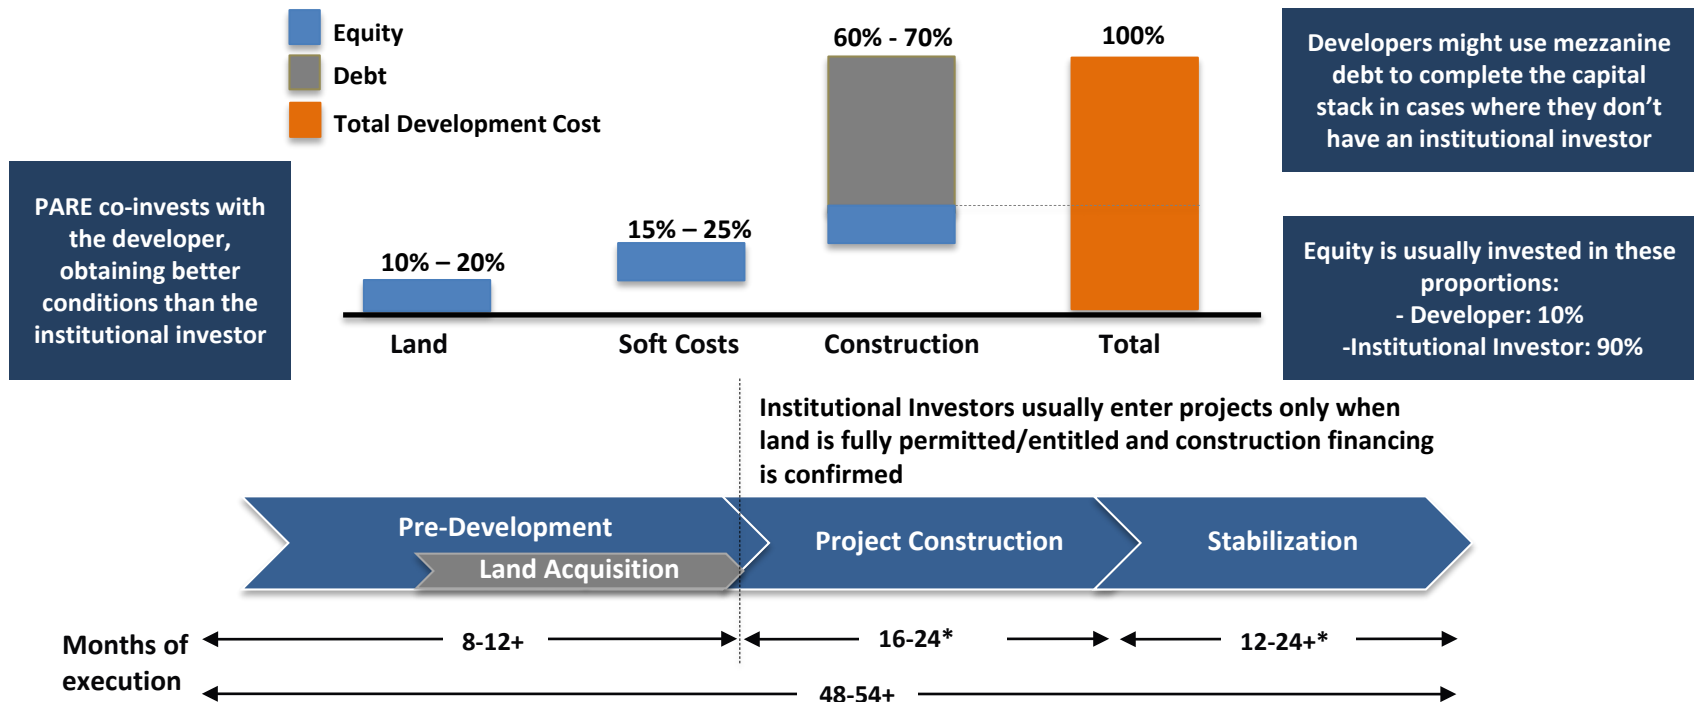 Equity
Debt
Total Development Cost
60% - 70%
100%
Developers might use mezzanine
debt to complete the capital
stack in cases where they don’t
have an institutional investor
PARE co-invests with
the developer,
obtaining better
conditions than the
institutional investor
10% – 20%
15% – 25%
Equity is usually invested in these
proportions:
- Developer: 10%
-Institutional Investor: 90%
Land
Soft Costs
Construction
Total
Institutional Investors usually enter projects only when
land is fully permitted/entitled and construction financing
is confirmed
Pre-Development
Land Acquisition
Project Construction
Stabilization
Months of
execution
8-12+
16-24*
12-24+*
48-54+